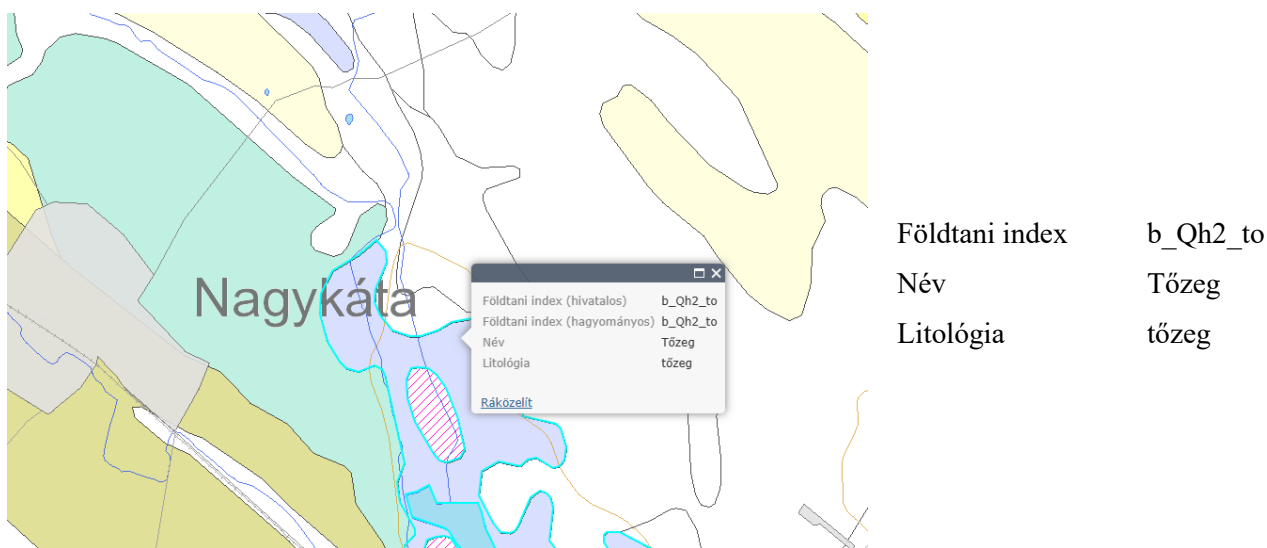 Nagykáta
Földtani index (hivatalos) b_Qh2_to
Földtani index (hagyományos) b_Qh2_to
Név Tőzeg
Litológia tőzeg
Ráközelít
Földtani index b_Qh2_to
Név Tőzeg
Litológia tőzeg